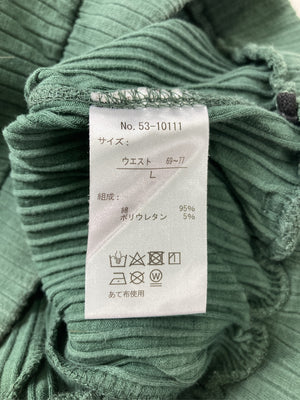 No. 53-10111
サイズ:
ウエスト 69~77
L
組成:
綿 95%
ポリウレタン 5%
あて布使用